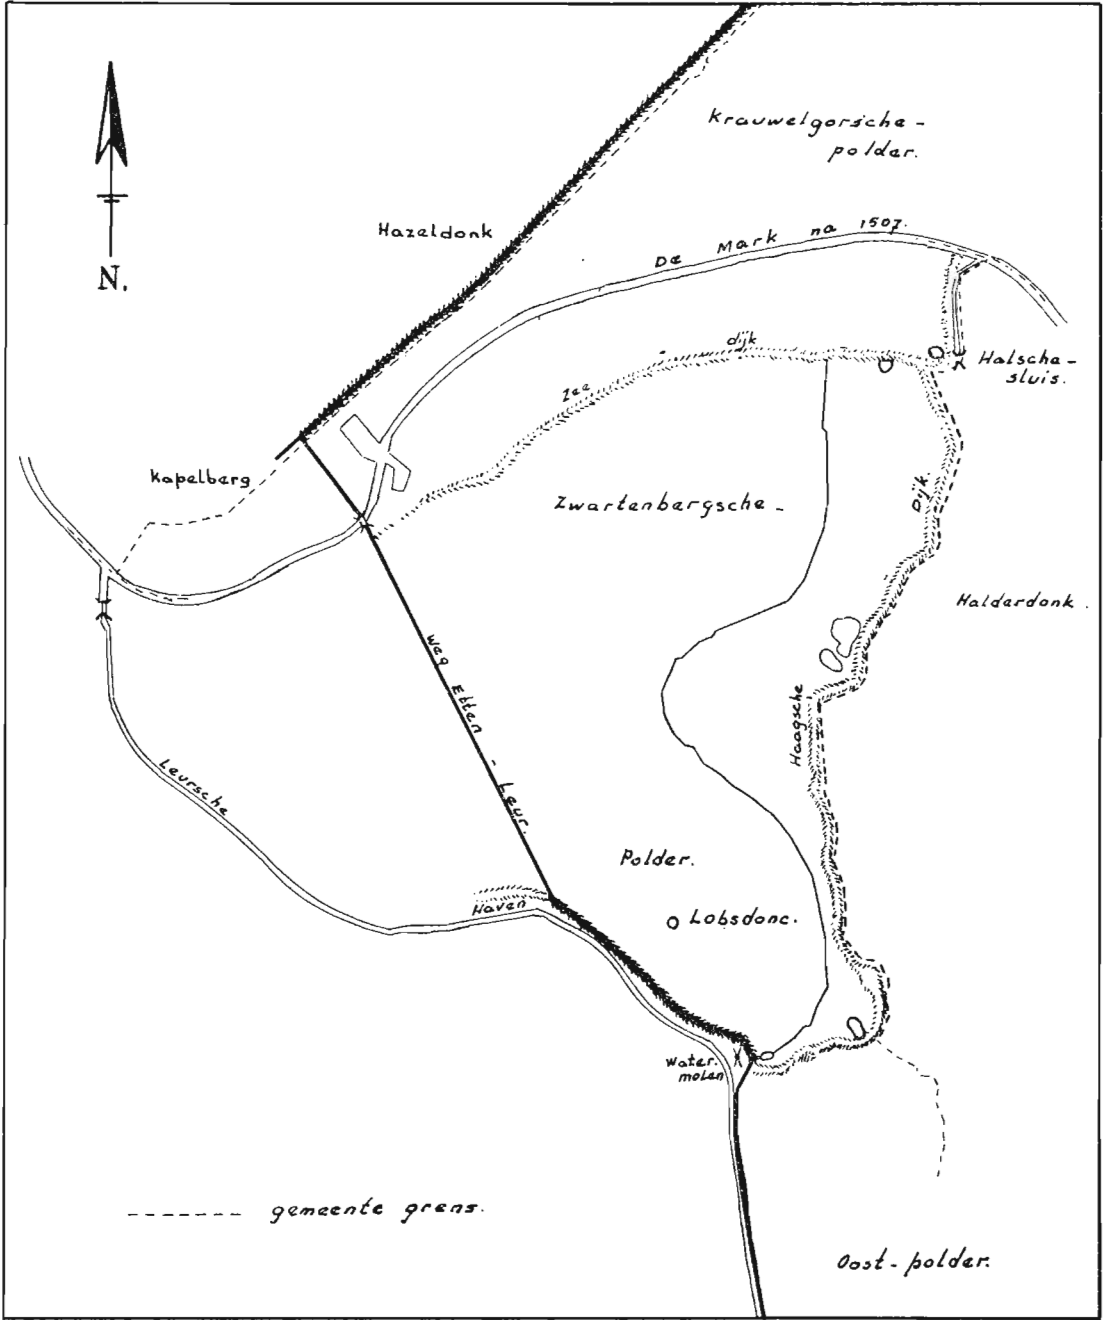 Krauwelgorsche -
polder.
Hazeldonk
De Mark na 1507.
N.
Zee dijk
Halsche -
sluis.
Kapelberg
Zwartenbergsche -
Dijk
Halderdonk.
Weg Etten - Leur.
Haagsche
Leursche
Polder.
Haven
Lobsdonc.
Water.
molen
gemeente grens.
Oost - polder.